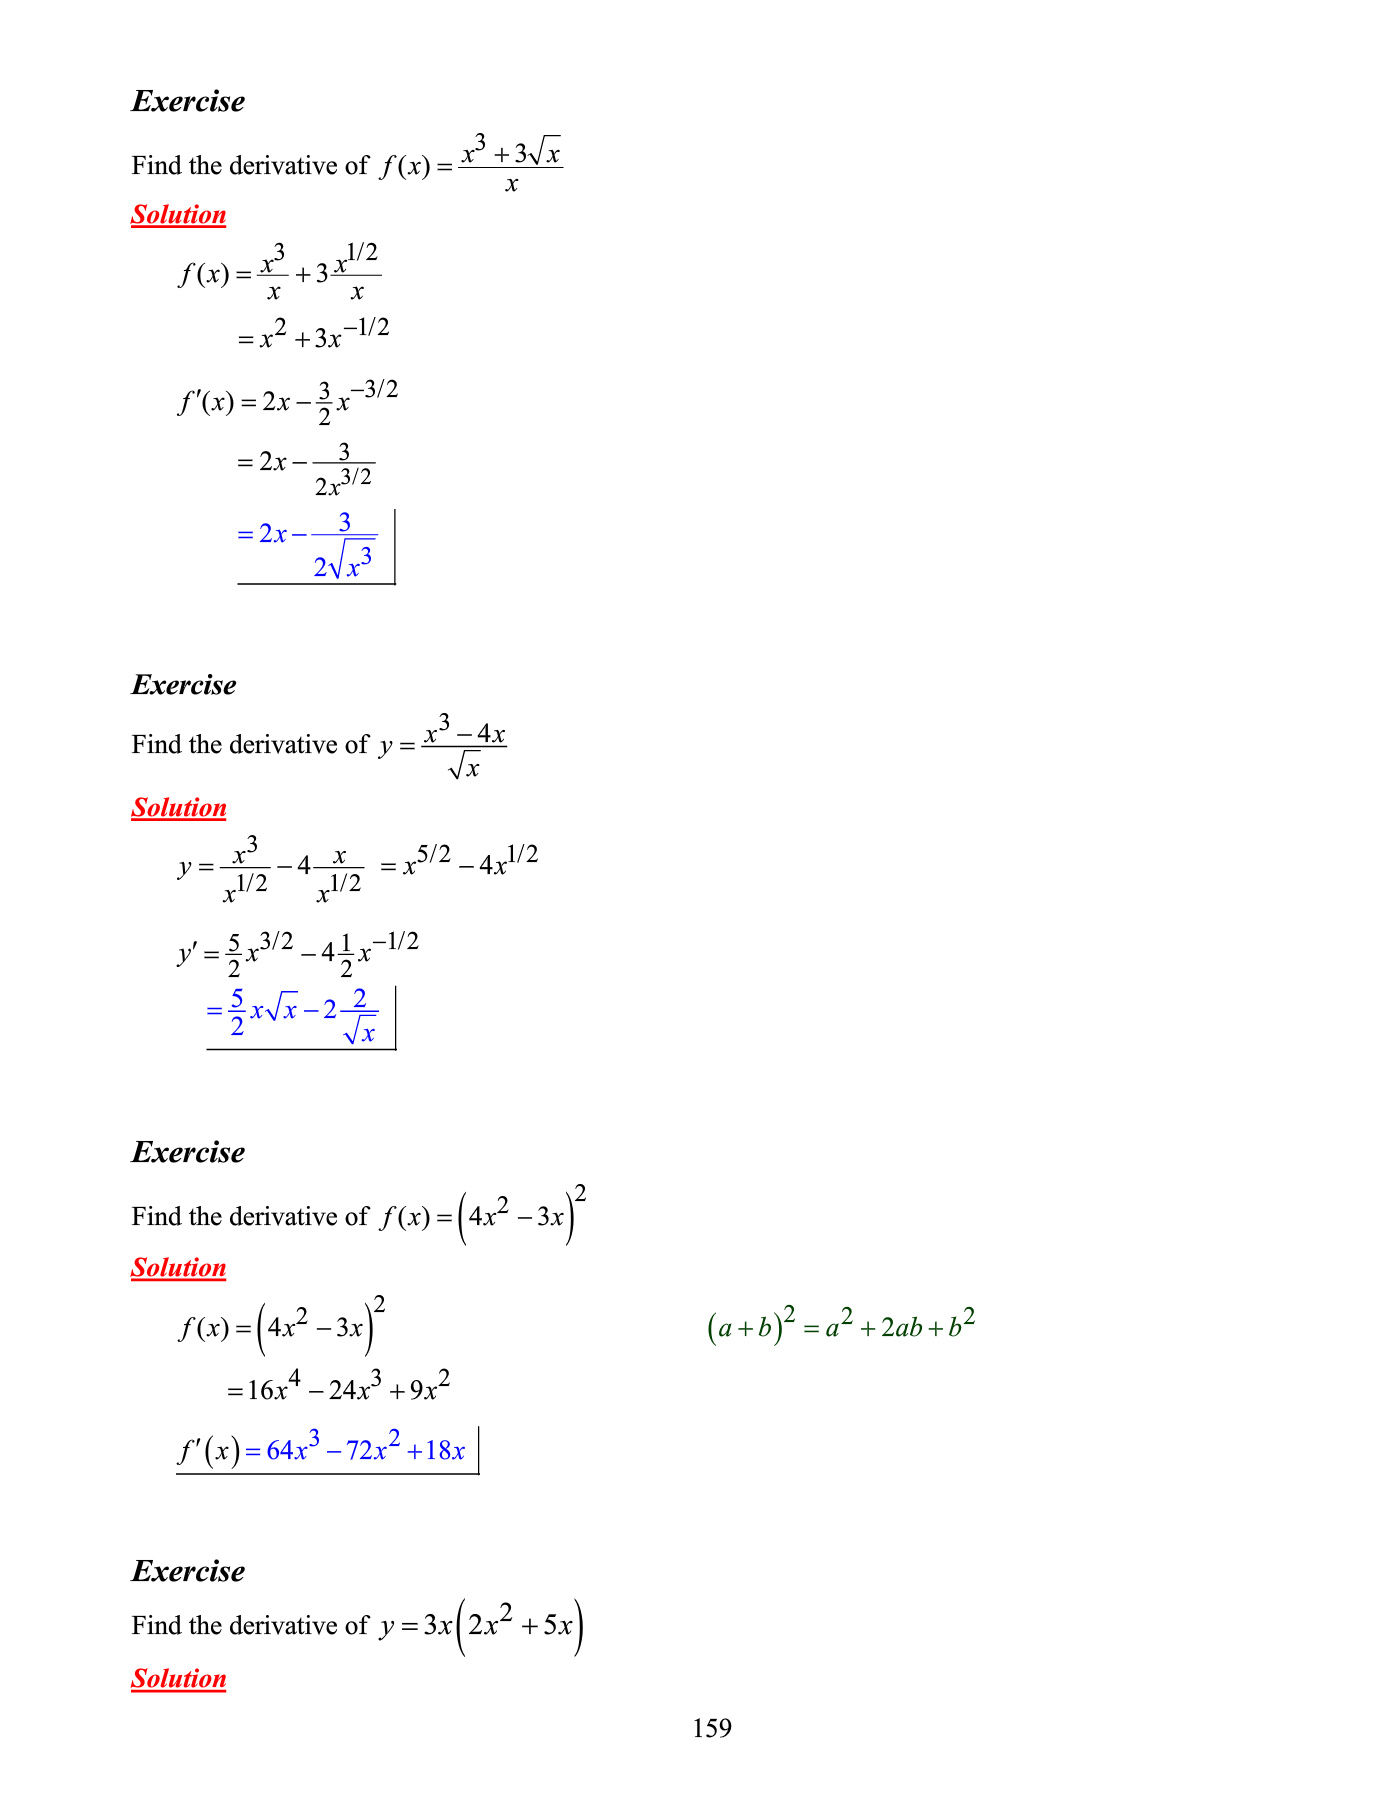 Exercise
Find the derivative of f(x) = \frac{x^3 + 3\sqrt{x}}{x}
Solution
f(x) = \frac{x^3}{x} + 3\frac{x^{1/2}}{x}
= x^2 + 3x^{-1/2}
f'(x) = 2x - \frac{3}{2}x^{-3/2}
= 2x - \frac{3}{2x^{3/2}}
= 2x - \frac{3}{2\sqrt{x^3}}
Exercise
Find the derivative of y = \frac{x^3 - 4x}{\sqrt{x}}
Solution
y = \frac{x^3}{x^{1/2}} - 4\frac{x}{x^{1/2}} = x^{5/2} - 4x^{1/2}
y' = \frac{5}{2}x^{3/2} - 4\frac{1}{2}x^{-1/2}
= \frac{5}{2}x\sqrt{x} - 2\frac{2}{\sqrt{x}}
Exercise
Find the derivative of f(x) = (4x^2 - 3x)^2
Solution
f(x) = (4x^2 - 3x)^2 (a + b)^2 = a^2 + 2ab + b^2
= 16x^4 - 24x^3 + 9x^2
f'(x) = 64x^3 - 72x^2 + 18x
Exercise
Find the derivative of y = 3x(2x^2 + 5x)
Solution
159